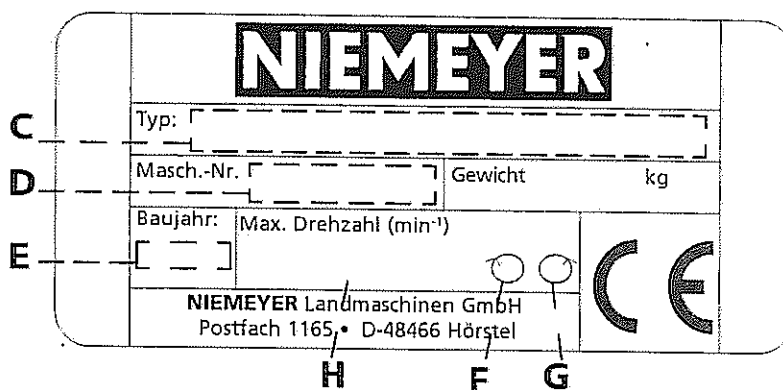 NIEMEYER
C
Typ:
D
Masch.-Nr.
Gewicht kg
E
Baujahr:
Max. Drehzahl (min⁻¹)
CE
NIEMEYER Landmaschinen GmbH
Postfach 1165 • D-48466 Hörstel
H F G